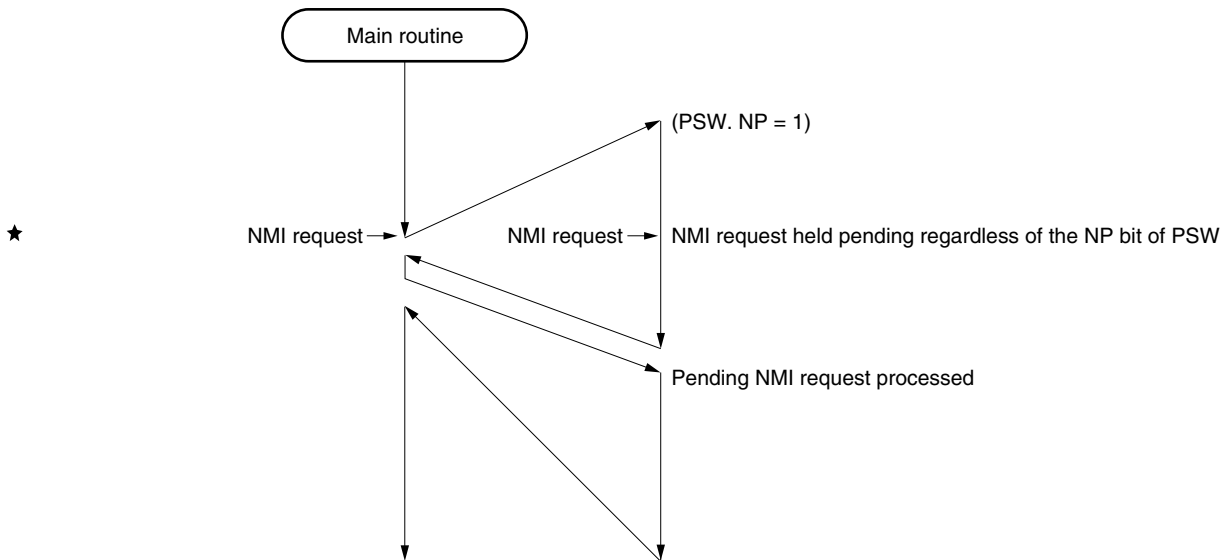 Main routine
(PSW. NP = 1)
NMI request
NMI request
NMI request held pending regardless of the NP bit of PSW
Pending NMI request processed